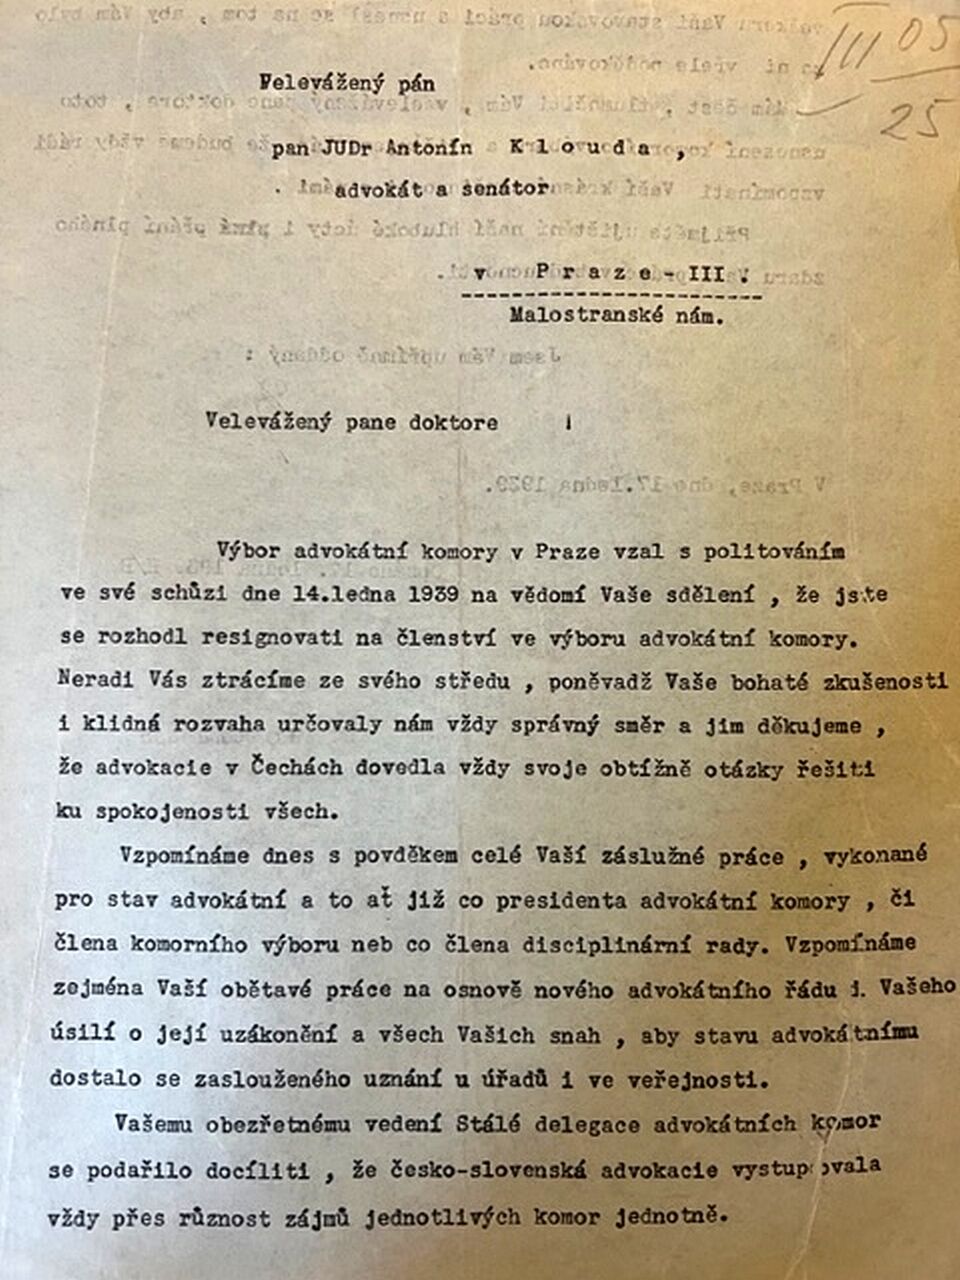 III 05
25
Velevážený pán
pan JUDr Antonín K l o u d a ,
advokát a senátor
v P r a z e - III.
Malostranské nám.
Velevážený pane doktore !
Výbor advokátní komory v Praze vzal s politováním
ve své schůzi dne 14.ledna 1939 na vědomí Vaše sdělení , že jste
se rozhodl resignovati na členství ve výboru advokátní komory.
Neradi Vás ztrácíme ze svého středu , poněvadž Vaše bohaté zkušenosti
i klidná rozvaha určovaly nám vždy správný směr a jim děkujeme ,
že advokacie v Čechách dovedla vždy svoje obtížně otázky řešiti
ku spokojenosti všech.
Vzpomínáme dnes s povděkem celé Vaší záslužné práce , vykonané
pro stav advokátní a to ať již co presidenta advokátní komory , či
člena komorního výboru neb co člena disciplinární rady. Vzpomínáme
zejména Vaší obětavé práce na osnově nového advokátního řádu i Vašeho
úsilí o její uzákonění a všech Vašich snah , aby stavu advokátnímu
dostalo se zaslouženého uznání u úřadů i ve veřejnosti.
Vašemu obezřetnému vedení Stálé delegace advokátních komor
se podařilo docíliti , že česko-slovenská advokacie vystupovala
vždy přes různost zájmů jednotlivých komor jednotně.